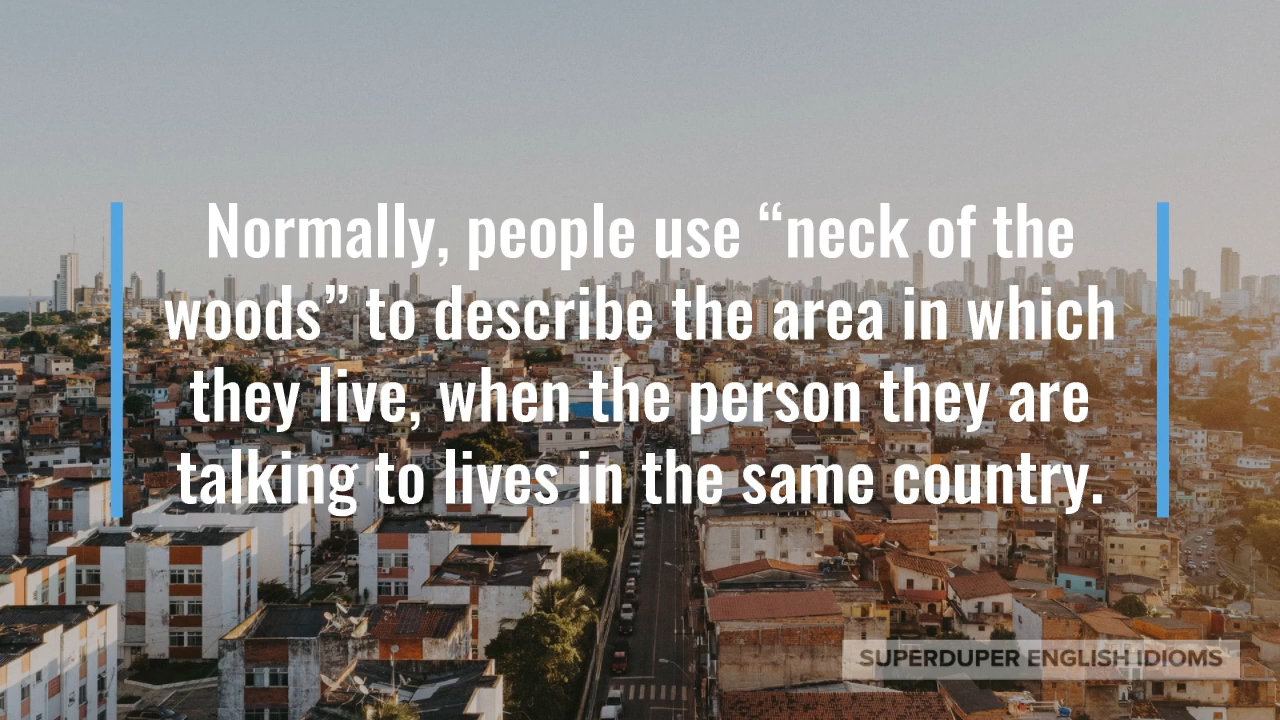 Normally, people use “neck of the
woods” to describe the area in which
they live, when the person they are
talking to lives in the same country.
SUPERDUPER ENGLISH IDIOMS